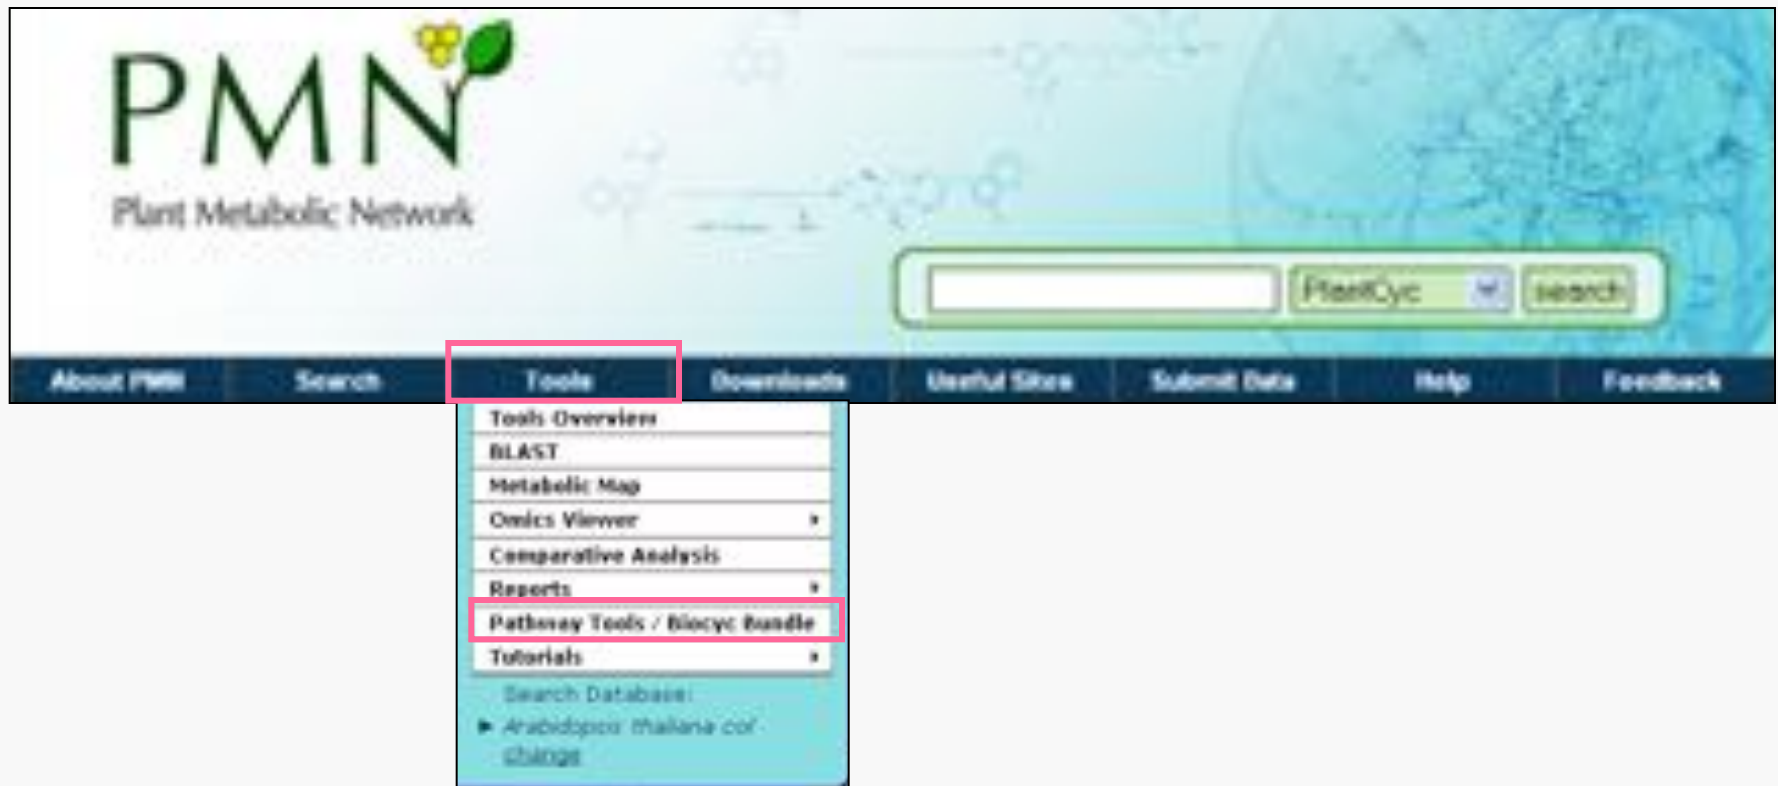 PMN
Plant Metabolic Network
PlantCyc search
About PMN Search Tools Downloads Useful Sites Submit Data Help Feedback
Tools Overview
BLAST
Metabolic Map
Omics Viewer
Comparative Analysis
Reports
Pathway Tools / Biocyc Bundle
Tutorials
Search Database:
Arabidopsis thaliana col
change